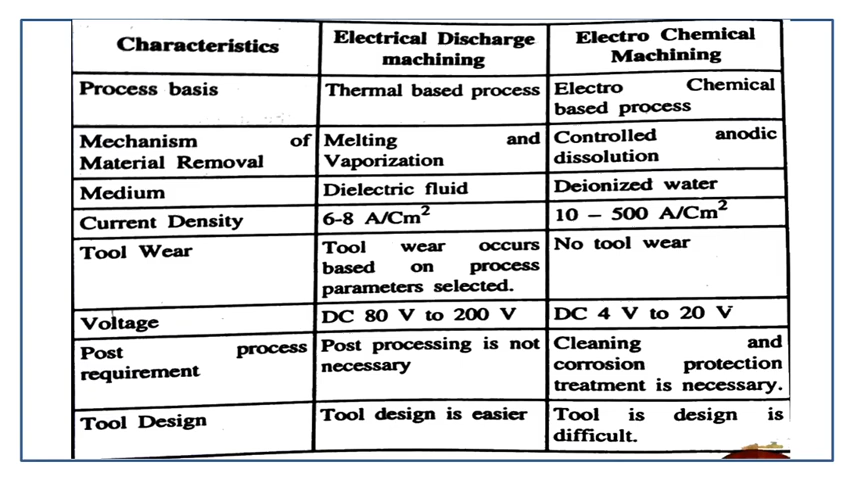 Characteristics
Electrical Discharge
machining
Electro Chemical
Machining
Process basis
Thermal based process
Electro Chemical
based process
Mechanism of
Material Removal
Melting and
Vaporization
Controlled anodic
dissolution
Medium
Dielectric fluid
Deionized water
Current Density
6-8 A/Cm²
10 – 500 A/Cm²
Tool Wear
Tool wear occurs
based on process
parameters selected.
No tool wear
Voltage
DC 80 V to 200 V
DC 4 V to 20 V
Post process
requirement
Post processing is not
necessary
Cleaning and
corrosion protection
treatment is necessary.
Tool Design
Tool design is easier
Tool is design is
difficult.